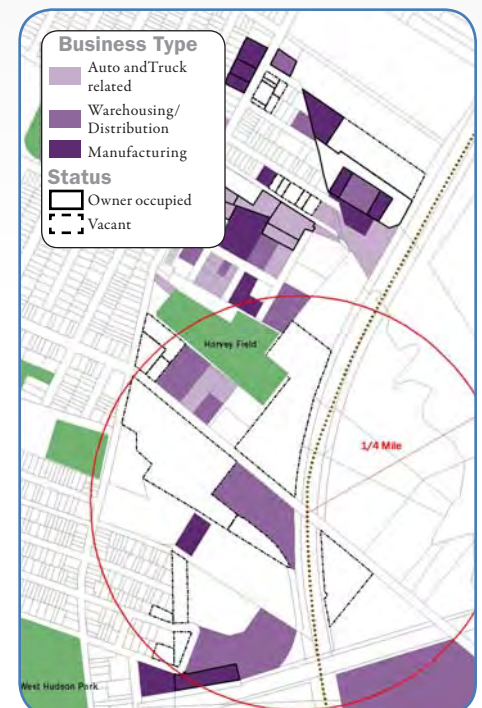 Business Type
Auto andTruck
related
Warehousing/
Distribution
Manufacturing
Status
Owner occupied
Vacant
Harvey Field
1/4 Mile
West Hudson Park